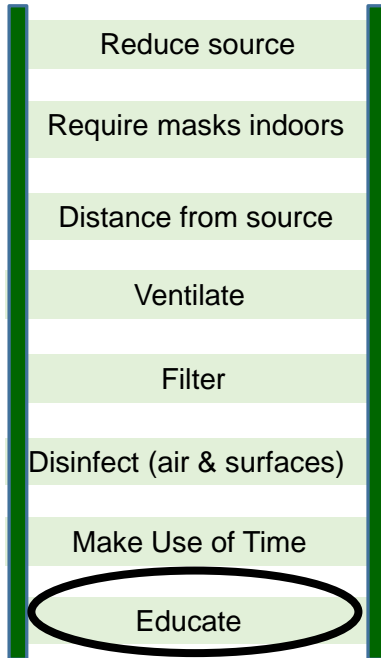 Reduce source
Require masks indoors
Distance from source
Ventilate
Filter
Disinfect (air & surfaces)
Make Use of Time
Educate